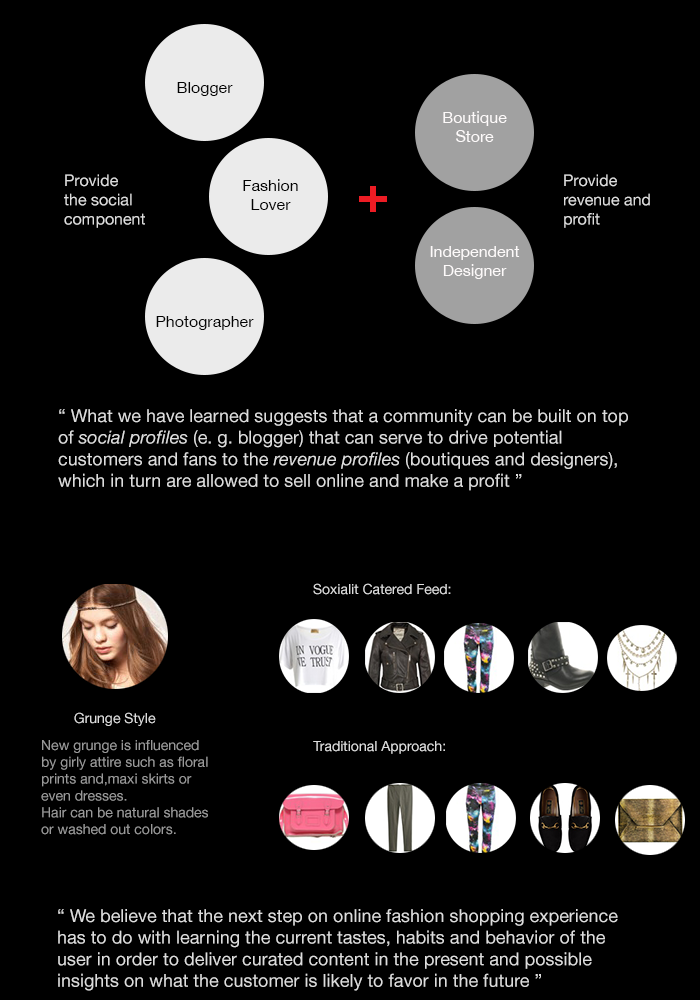 Blogger
Fashion
Lover
Photographer
Provide
the social
component
Boutique
Store
Independent
Designer
Provide
revenue and
profit
“ What we have learned suggests that a community can be built on top
of social profiles (e. g. blogger) that can serve to drive potential
customers and fans to the revenue profiles (boutiques and designers),
which in turn are allowed to sell online and make a profit ”
Grunge Style
New grunge is influenced
by girly attire such as floral
prints and,maxi skirts or
even dresses.
Hair can be natural shades
or washed out colors.
Soxialit Catered Feed:
IN VOGUE
WE TRUST
Traditional Approach:
“ We believe that the next step on online fashion shopping experience
has to do with learning the current tastes, habits and behavior of the
user in order to deliver curated content in the present and possible
insights on what the customer is likely to favor in the future ”